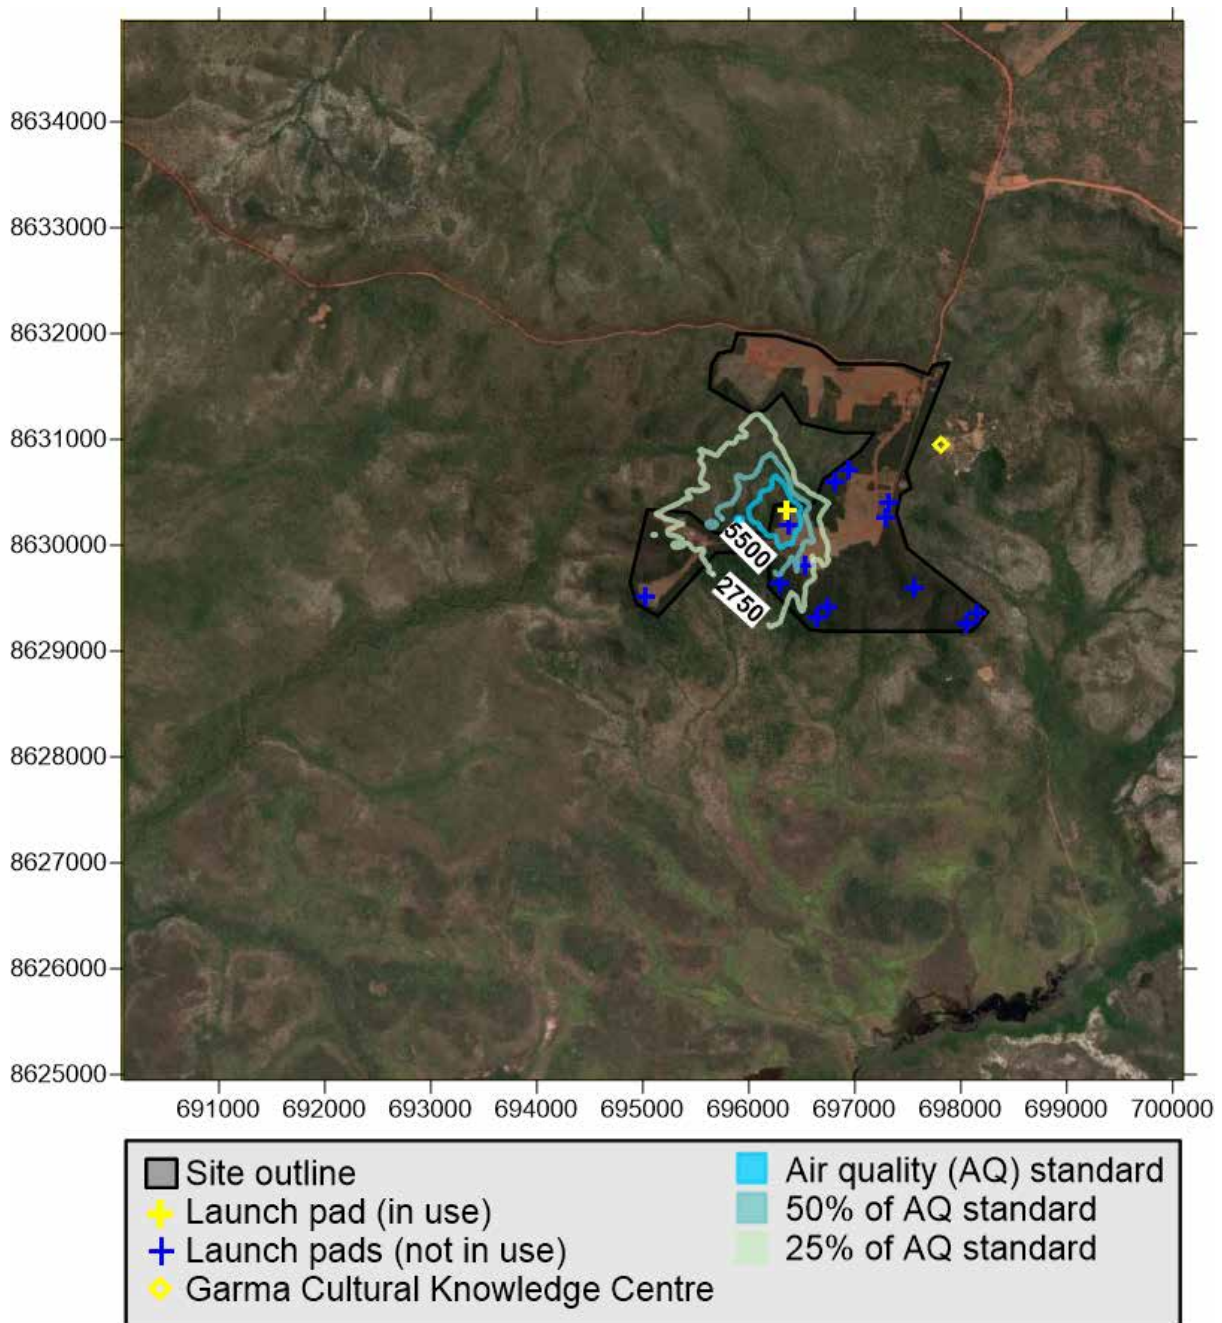 8634000
8633000
8632000
8631000
8630000
8629000
8628000
8627000
8626000
8625000
5500
2750
691000 692000 693000 694000 695000 696000 697000 698000 699000 700000
Site outline
Launch pad (in use)
Launch pads (not in use)
Garma Cultural Knowledge Centre
Air quality (AQ) standard
50% of AQ standard
25% of AQ standard